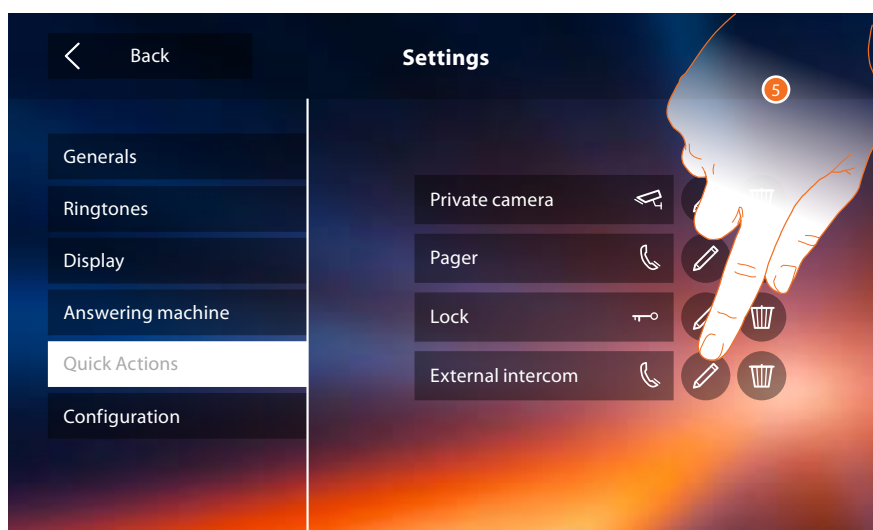 Back
Settings
5
Generals
Ringtones
Display
Answering machine
Quick Actions
Configuration
Private camera
Pager
Lock
External intercom